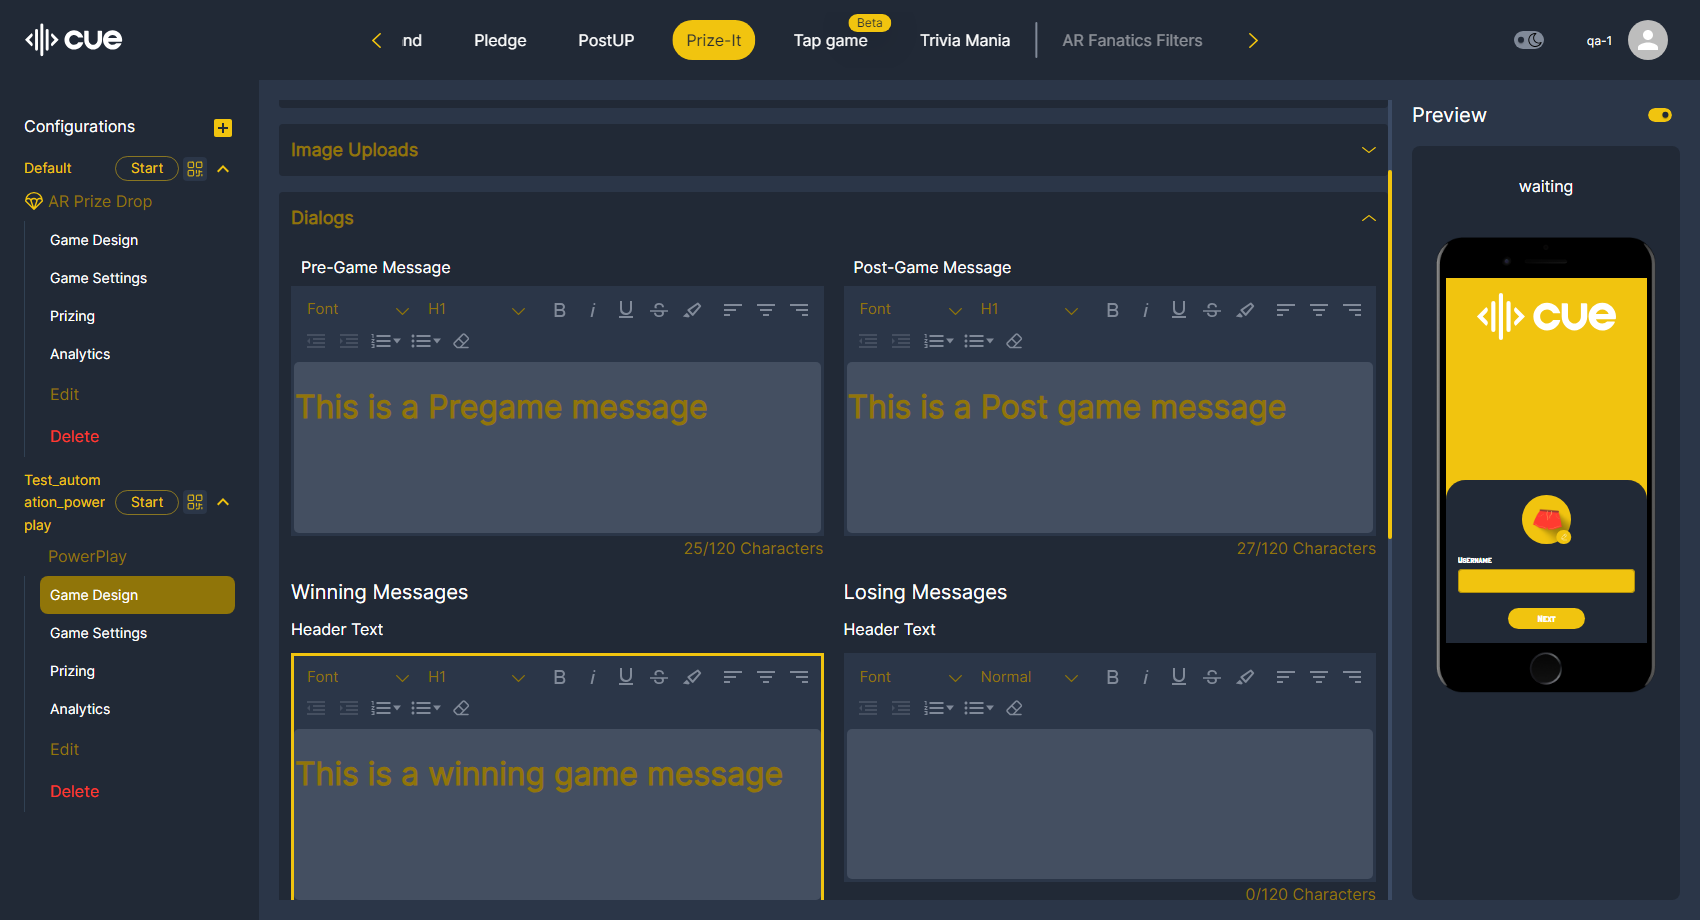 cue
nd
Pledge
PostUP
Prize-It
Tap game
Beta
Trivia Mania
AR Fanatics Filters
qa-1
Configurations
Default
Start
AR Prize Drop
Game Design
Game Settings
Prizing
Analytics
Edit
Delete
Test_autom
ation_power
play
Start
PowerPlay
Game Design
Game Settings
Prizing
Analytics
Edit
Delete
Image Uploads
Dialogs
Pre-Game Message
Font
H1
B
i
U
S
This is a Pregame message
25/120 Characters
Post-Game Message
Font
H1
B
i
U
S
This is a Post game message
27/120 Characters
Winning Messages
Header Text
Font
H1
B
i
U
S
This is a winning game message
Losing Messages
Header Text
Font
Normal
B
i
U
S
0/120 Characters
Preview
waiting
cue
Username
Next